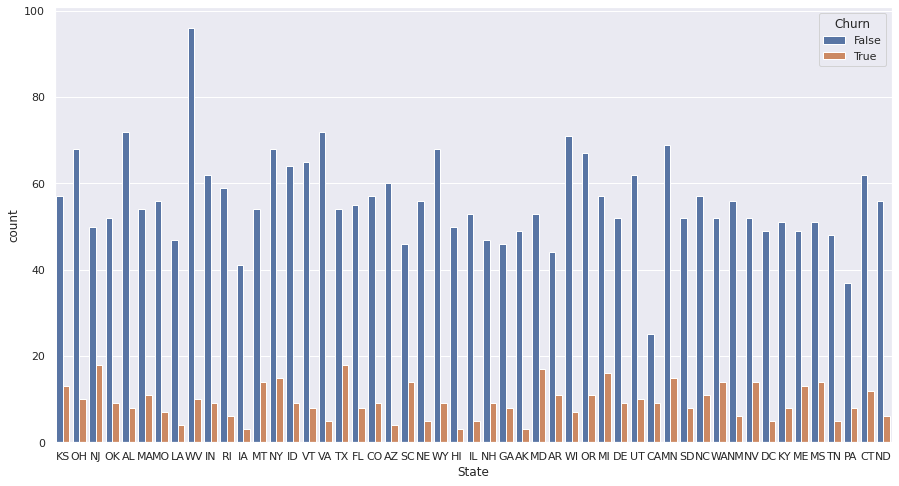 100
80
60
40
20
0
count
Churn
False
True
KS OH NJ OK AL MA MO LA WV IN RI IA MT NY ID VT VA TX FL CO AZ SC NE WY HI IL NH GA AK MD AR WI OR MI DE UT CA MN SD NC WA NM NV DC KY ME MS TN PA CT ND
State